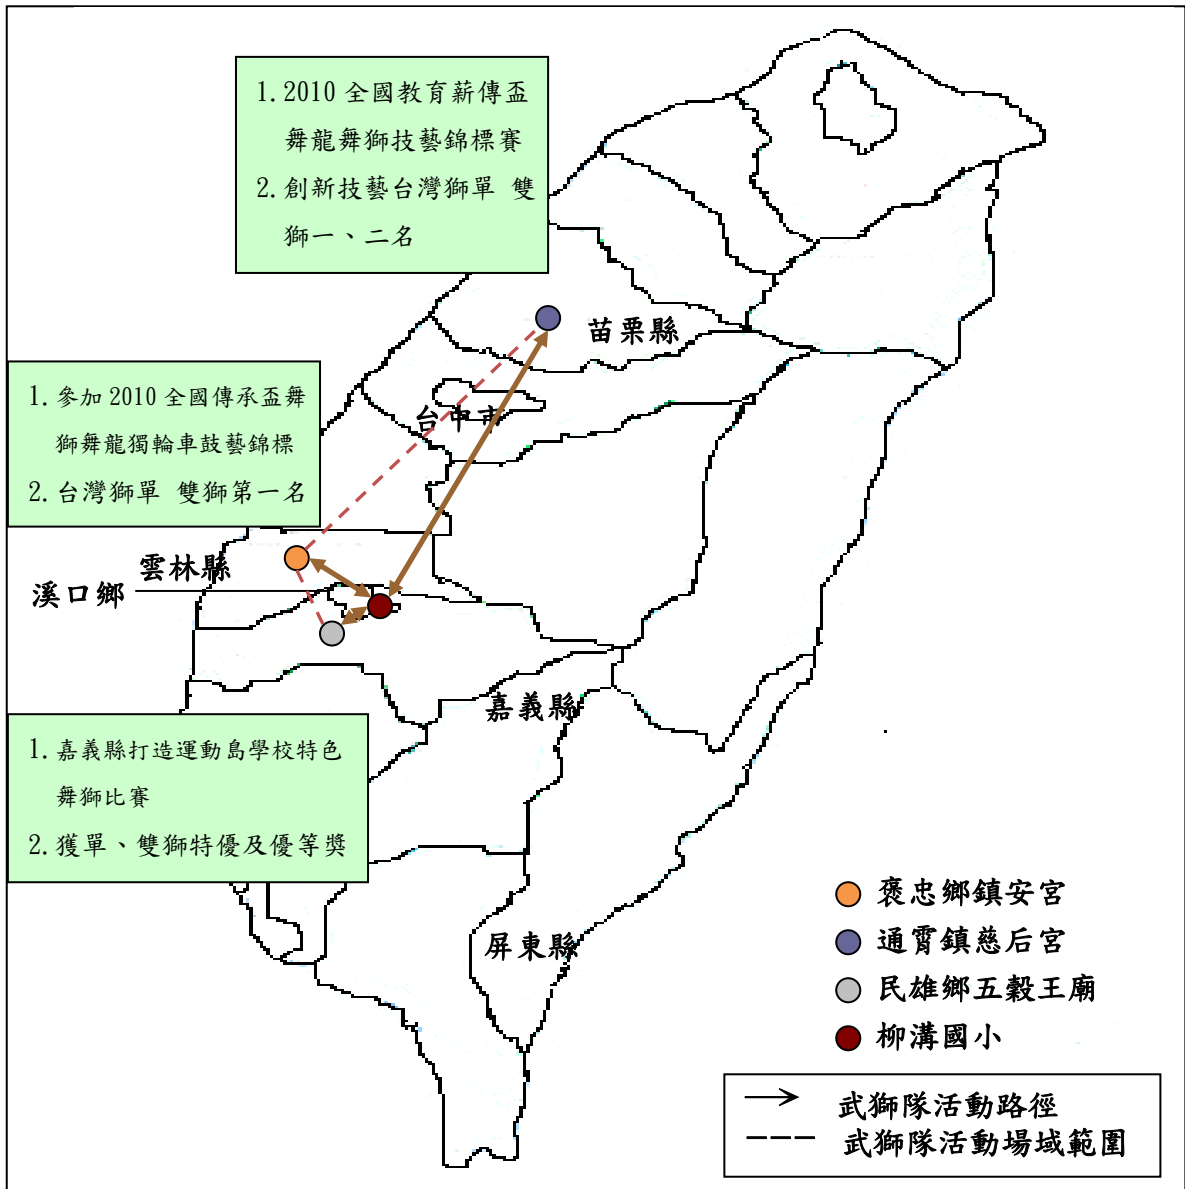 1. 2010 全國教育薪傳盃
舞龍舞獅技藝錦標賽
2. 創新技藝台灣獅單 雙
獅一、二名
苗栗縣
1. 參加 2010 全國傳承盃舞
獅舞龍獨輪車鼓藝錦標
2. 台灣獅單 雙獅第一名
台中市
雲林縣
溪口鄉
嘉義縣
1. 嘉義縣打造運動島學校特色
舞獅比賽
2. 獲單、雙獅特優及優等獎
屏東縣
褒忠鄉鎮安宮
通霄鎮慈后宮
民雄鄉五穀王廟
柳溝國小
武獅隊活動路徑
武獅隊活動場域範圍